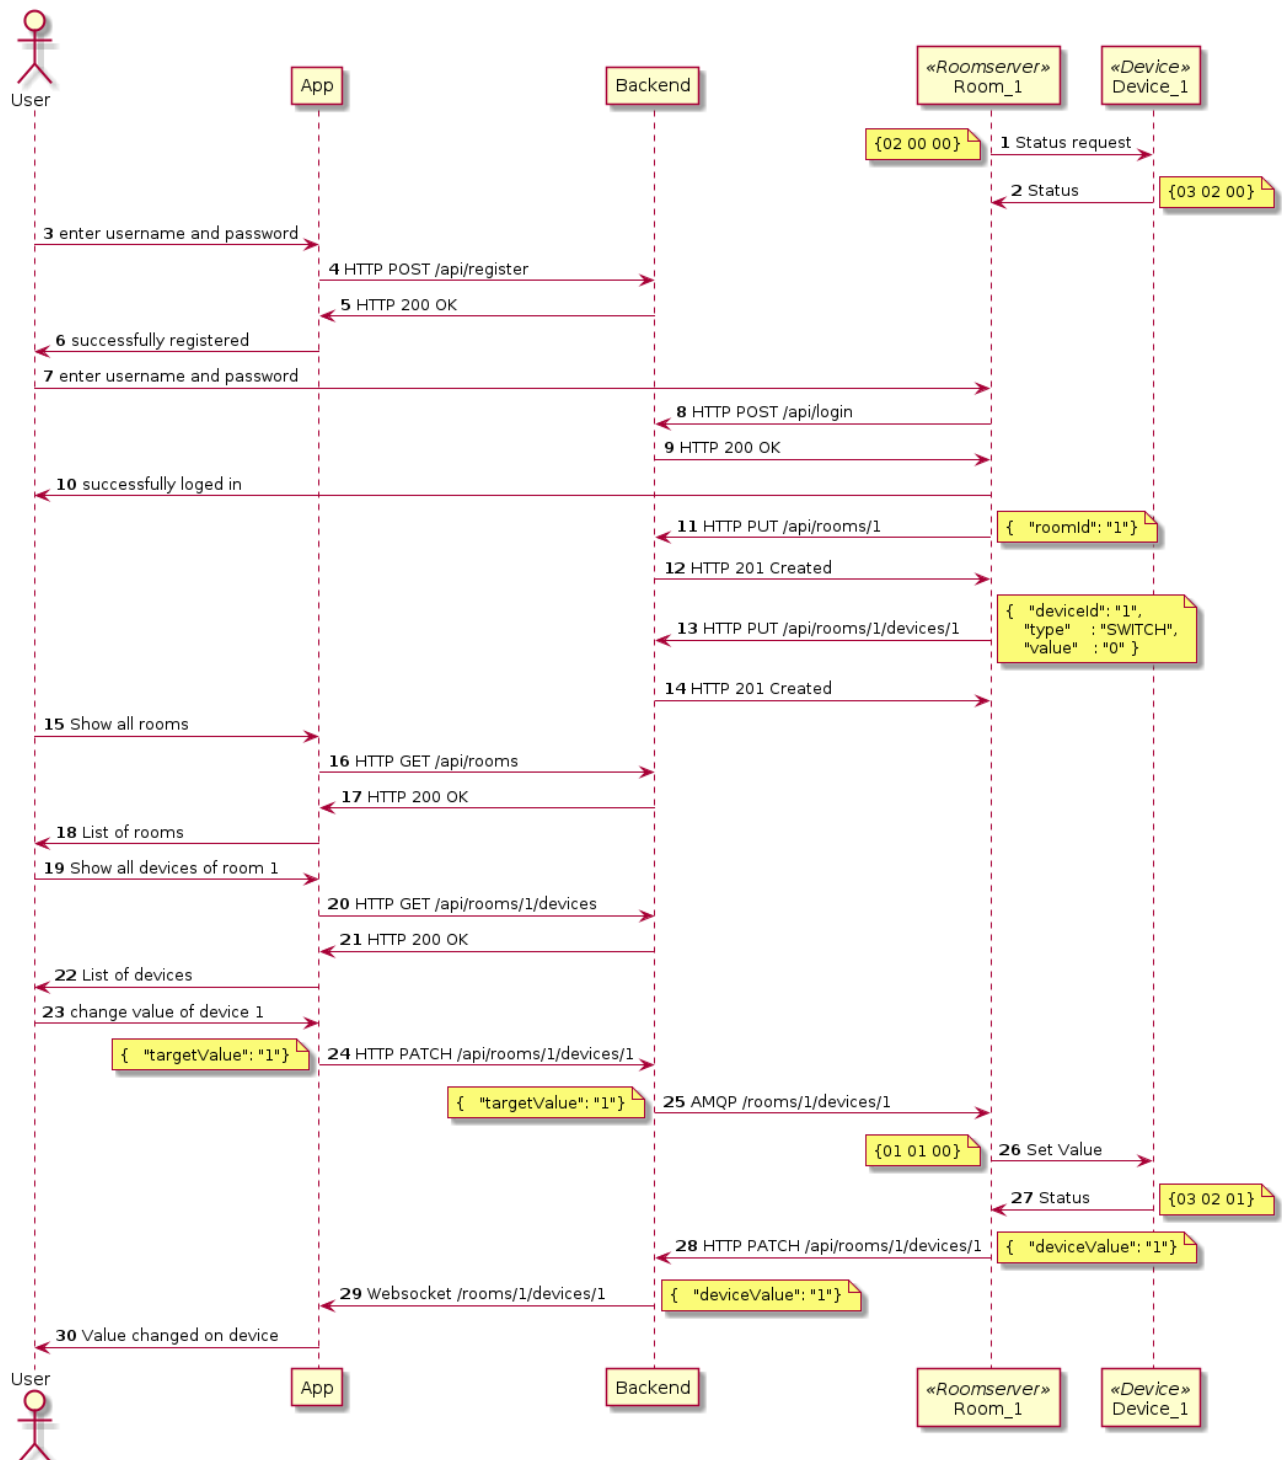 User
App
Backend
«Roomserver»
Room_1
«Device»
Device_1
{02 00 00}
1 Status request
2 Status
{03 02 00}
3 enter username and password
4 HTTP POST /api/register
5 HTTP 200 OK
6 successfully registered
7 enter username and password
8 HTTP POST /api/login
9 HTTP 200 OK
10 successfully loged in
11 HTTP PUT /api/rooms/1
{   "roomId": "1"}
12 HTTP 201 Created
13 HTTP PUT /api/rooms/1/devices/1
{   "deviceId": "1",
"type"    : "SWITCH",
"value"   : "0" }
14 HTTP 201 Created
15 Show all rooms
16 HTTP GET /api/rooms
17 HTTP 200 OK
18 List of rooms
19 Show all devices of room 1
20 HTTP GET /api/rooms/1/devices
21 HTTP 200 OK
22 List of devices
23 change value of device 1
{   "targetValue": "1"}
24 HTTP PATCH /api/rooms/1/devices/1
{   "targetValue": "1"}
25 AMQP /rooms/1/devices/1
{01 01 00}
26 Set Value
27 Status
{03 02 01}
28 HTTP PATCH /api/rooms/1/devices/1
{   "deviceValue": "1"}
29 Websocket /rooms/1/devices/1
{   "deviceValue": "1"}
30 Value changed on device
User
App
Backend
«Roomserver»
Room_1
«Device»
Device_1